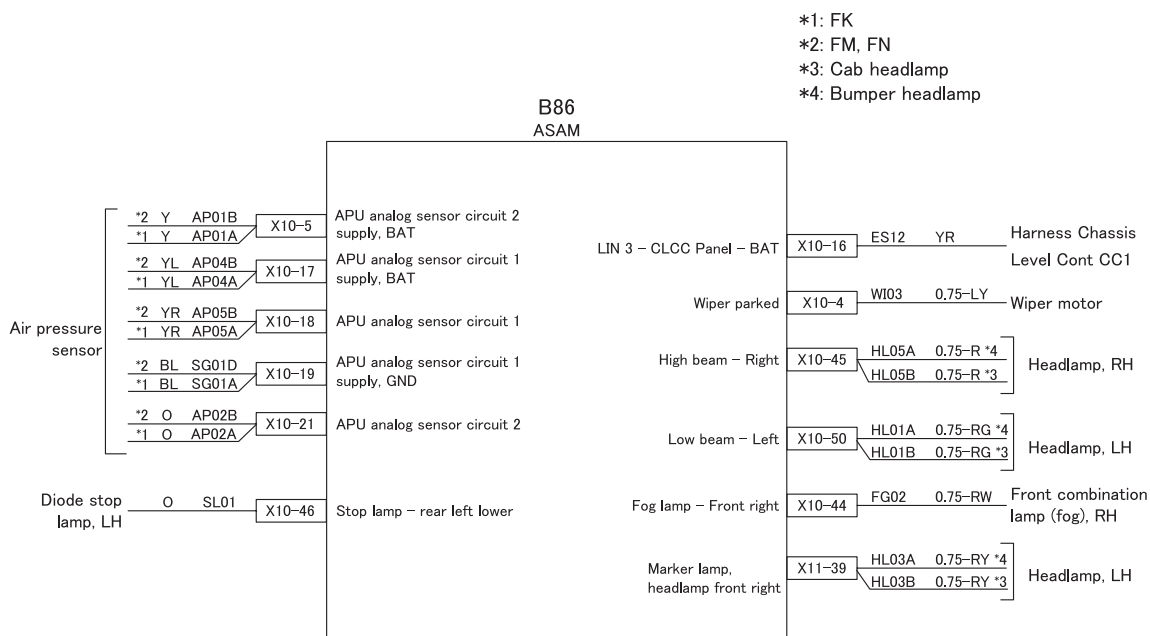 *1: FK
*2: FM, FN
*3: Cab headlamp
*4: Bumper headlamp
B86
ASAM
Air pressure
sensor
*2 Y AP01B
*1 Y AP01A
X10-5
APU analog sensor circuit 2
supply, BAT
*2 YL AP04B
*1 YL AP04A
X10-17
APU analog sensor circuit 1
supply, BAT
*2 YR AP05B
*1 YR AP05A
X10-18
APU analog sensor circuit 1
*2 BL SG01D
*1 BL SG01A
X10-19
APU analog sensor circuit 1
supply, GND
*2 O AP02B
*1 O AP02A
X10-21
APU analog sensor circuit 2
Diode stop
lamp, LH
O SL01
X10-46
Stop lamp - rear left lower
LIN 3 - CLCC Panel - BAT
X10-16
ES12 YR
Harness Chassis
Level Cont CC1
Wiper parked
X10-4
WI03 0.75-LY
Wiper motor
High beam - Right
X10-45
HL05A 0.75-R *4
HL05B 0.75-R *3
Headlamp, RH
Low beam - Left
X10-50
HL01A 0.75-RG *4
HL01B 0.75-RG *3
Headlamp, LH
Fog lamp - Front right
X10-44
FG02 0.75-RW
Front combination
lamp (fog), RH
Marker lamp,
headlamp front right
X11-39
HL03A 0.75-RY *4
HL03B 0.75-RY *3
Headlamp, LH